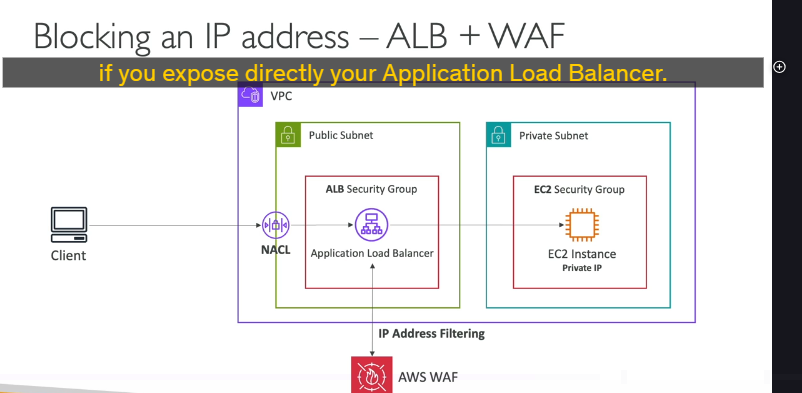 Blocking an IP address – ALB + WAF
if you expose directly your Application Load Balancer.
VPC
Public Subnet
Private Subnet
ALB Security Group
EC2 Security Group
Client
NACL
Application Load Balancer
EC2 Instance
Private IP
IP Address Filtering
AWS WAF